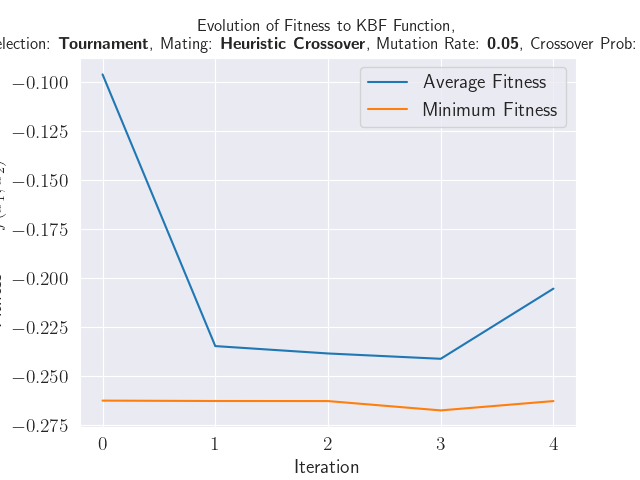 Evolution of Fitness to KBF Function,
election: Tournament, Mating: Heuristic Crossover, Mutation Rate: 0.05, Crossover Prob:
Average Fitness
Minimum Fitness
−0.100
−0.125
−0.150
−0.175
−0.200
−0.225
−0.250
−0.275
0 1 2 3 4
Iteration